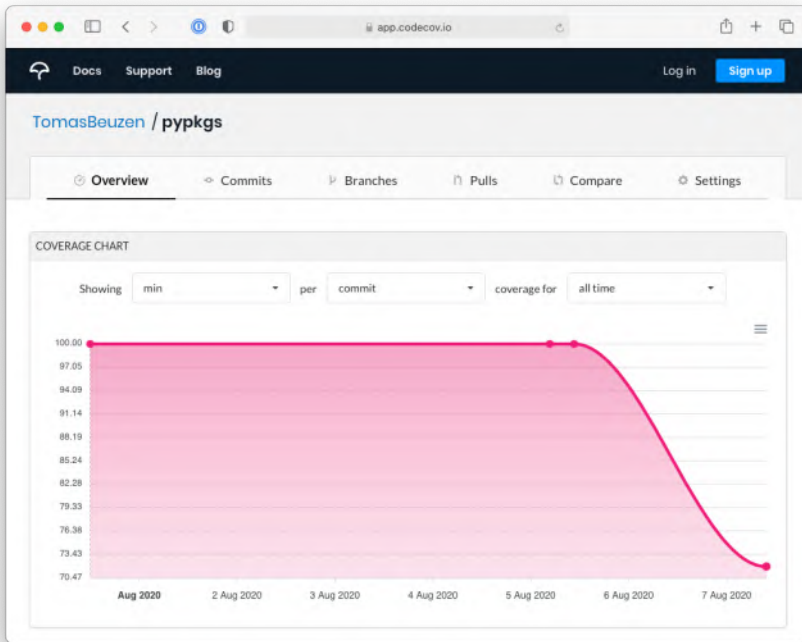 app.codecov.io
Docs Support Blog Log in Sign up
TomasBeuzen / pypkgs
Overview Commits Branches Pulls Compare Settings
COVERAGE CHART
Showing min per commit coverage for all time
100.00
97.05
94.09
91.14
88.19
85.24
82.28
79.33
76.38
73.43
70.47
Aug 2020 2 Aug 2020 3 Aug 2020 4 Aug 2020 5 Aug 2020 6 Aug 2020 7 Aug 2020